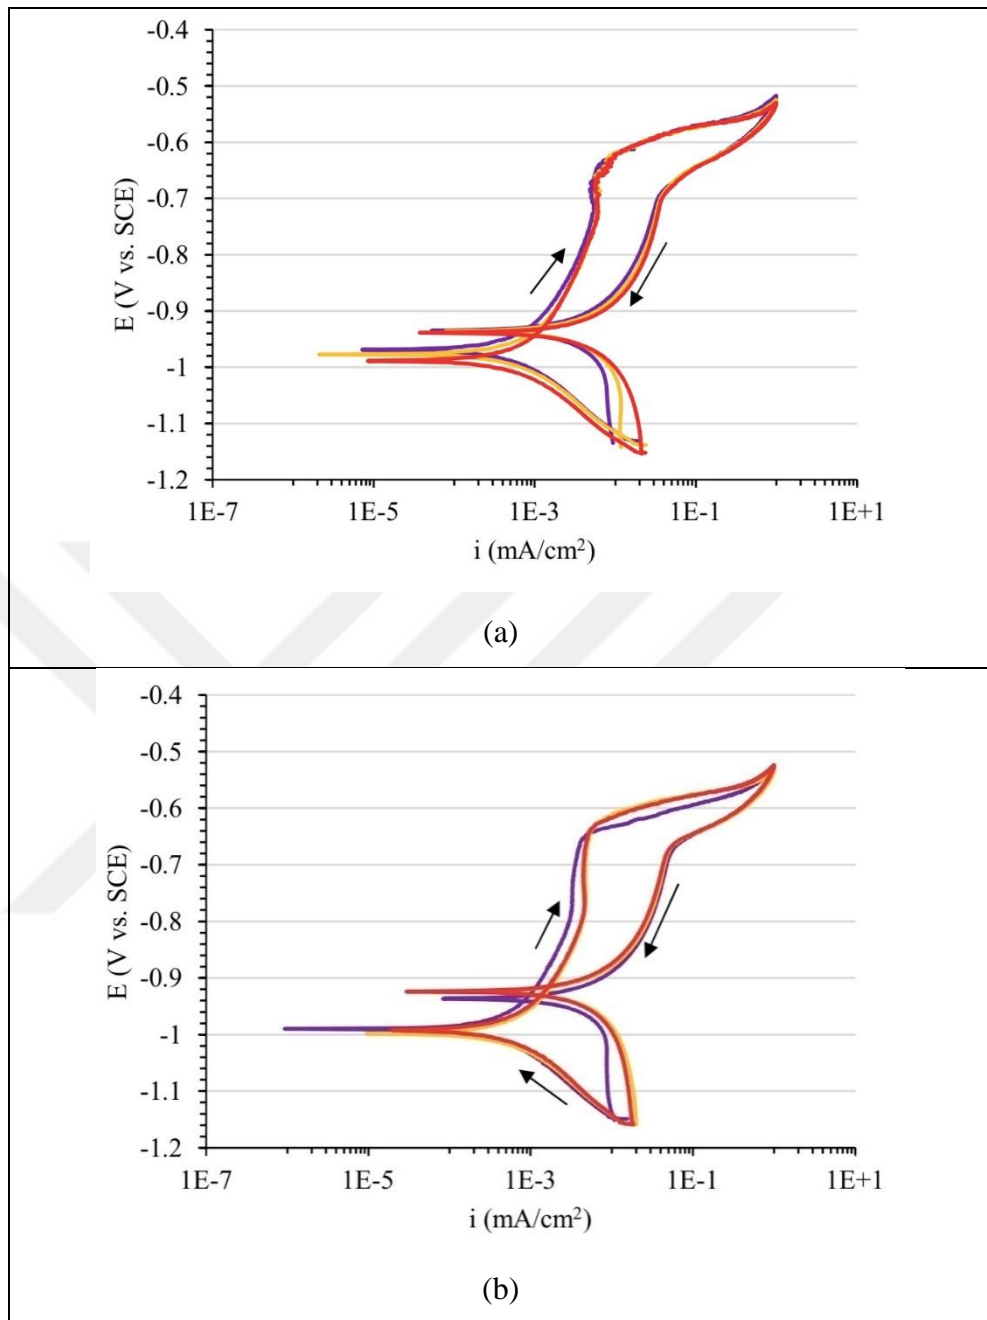 -0.4
-0.5
-0.6
-0.7
-0.8
-0.9
-1
-1.1
-1.2
E (V vs. SCE)
1E-7 1E-5 1E-3 1E-1 1E+1
i (mA/cm²)
(a)
-0.4
-0.5
-0.6
-0.7
-0.8
-0.9
-1
-1.1
-1.2
E (V vs. SCE)
1E-7 1E-5 1E-3 1E-1 1E+1
i (mA/cm²)
(b)